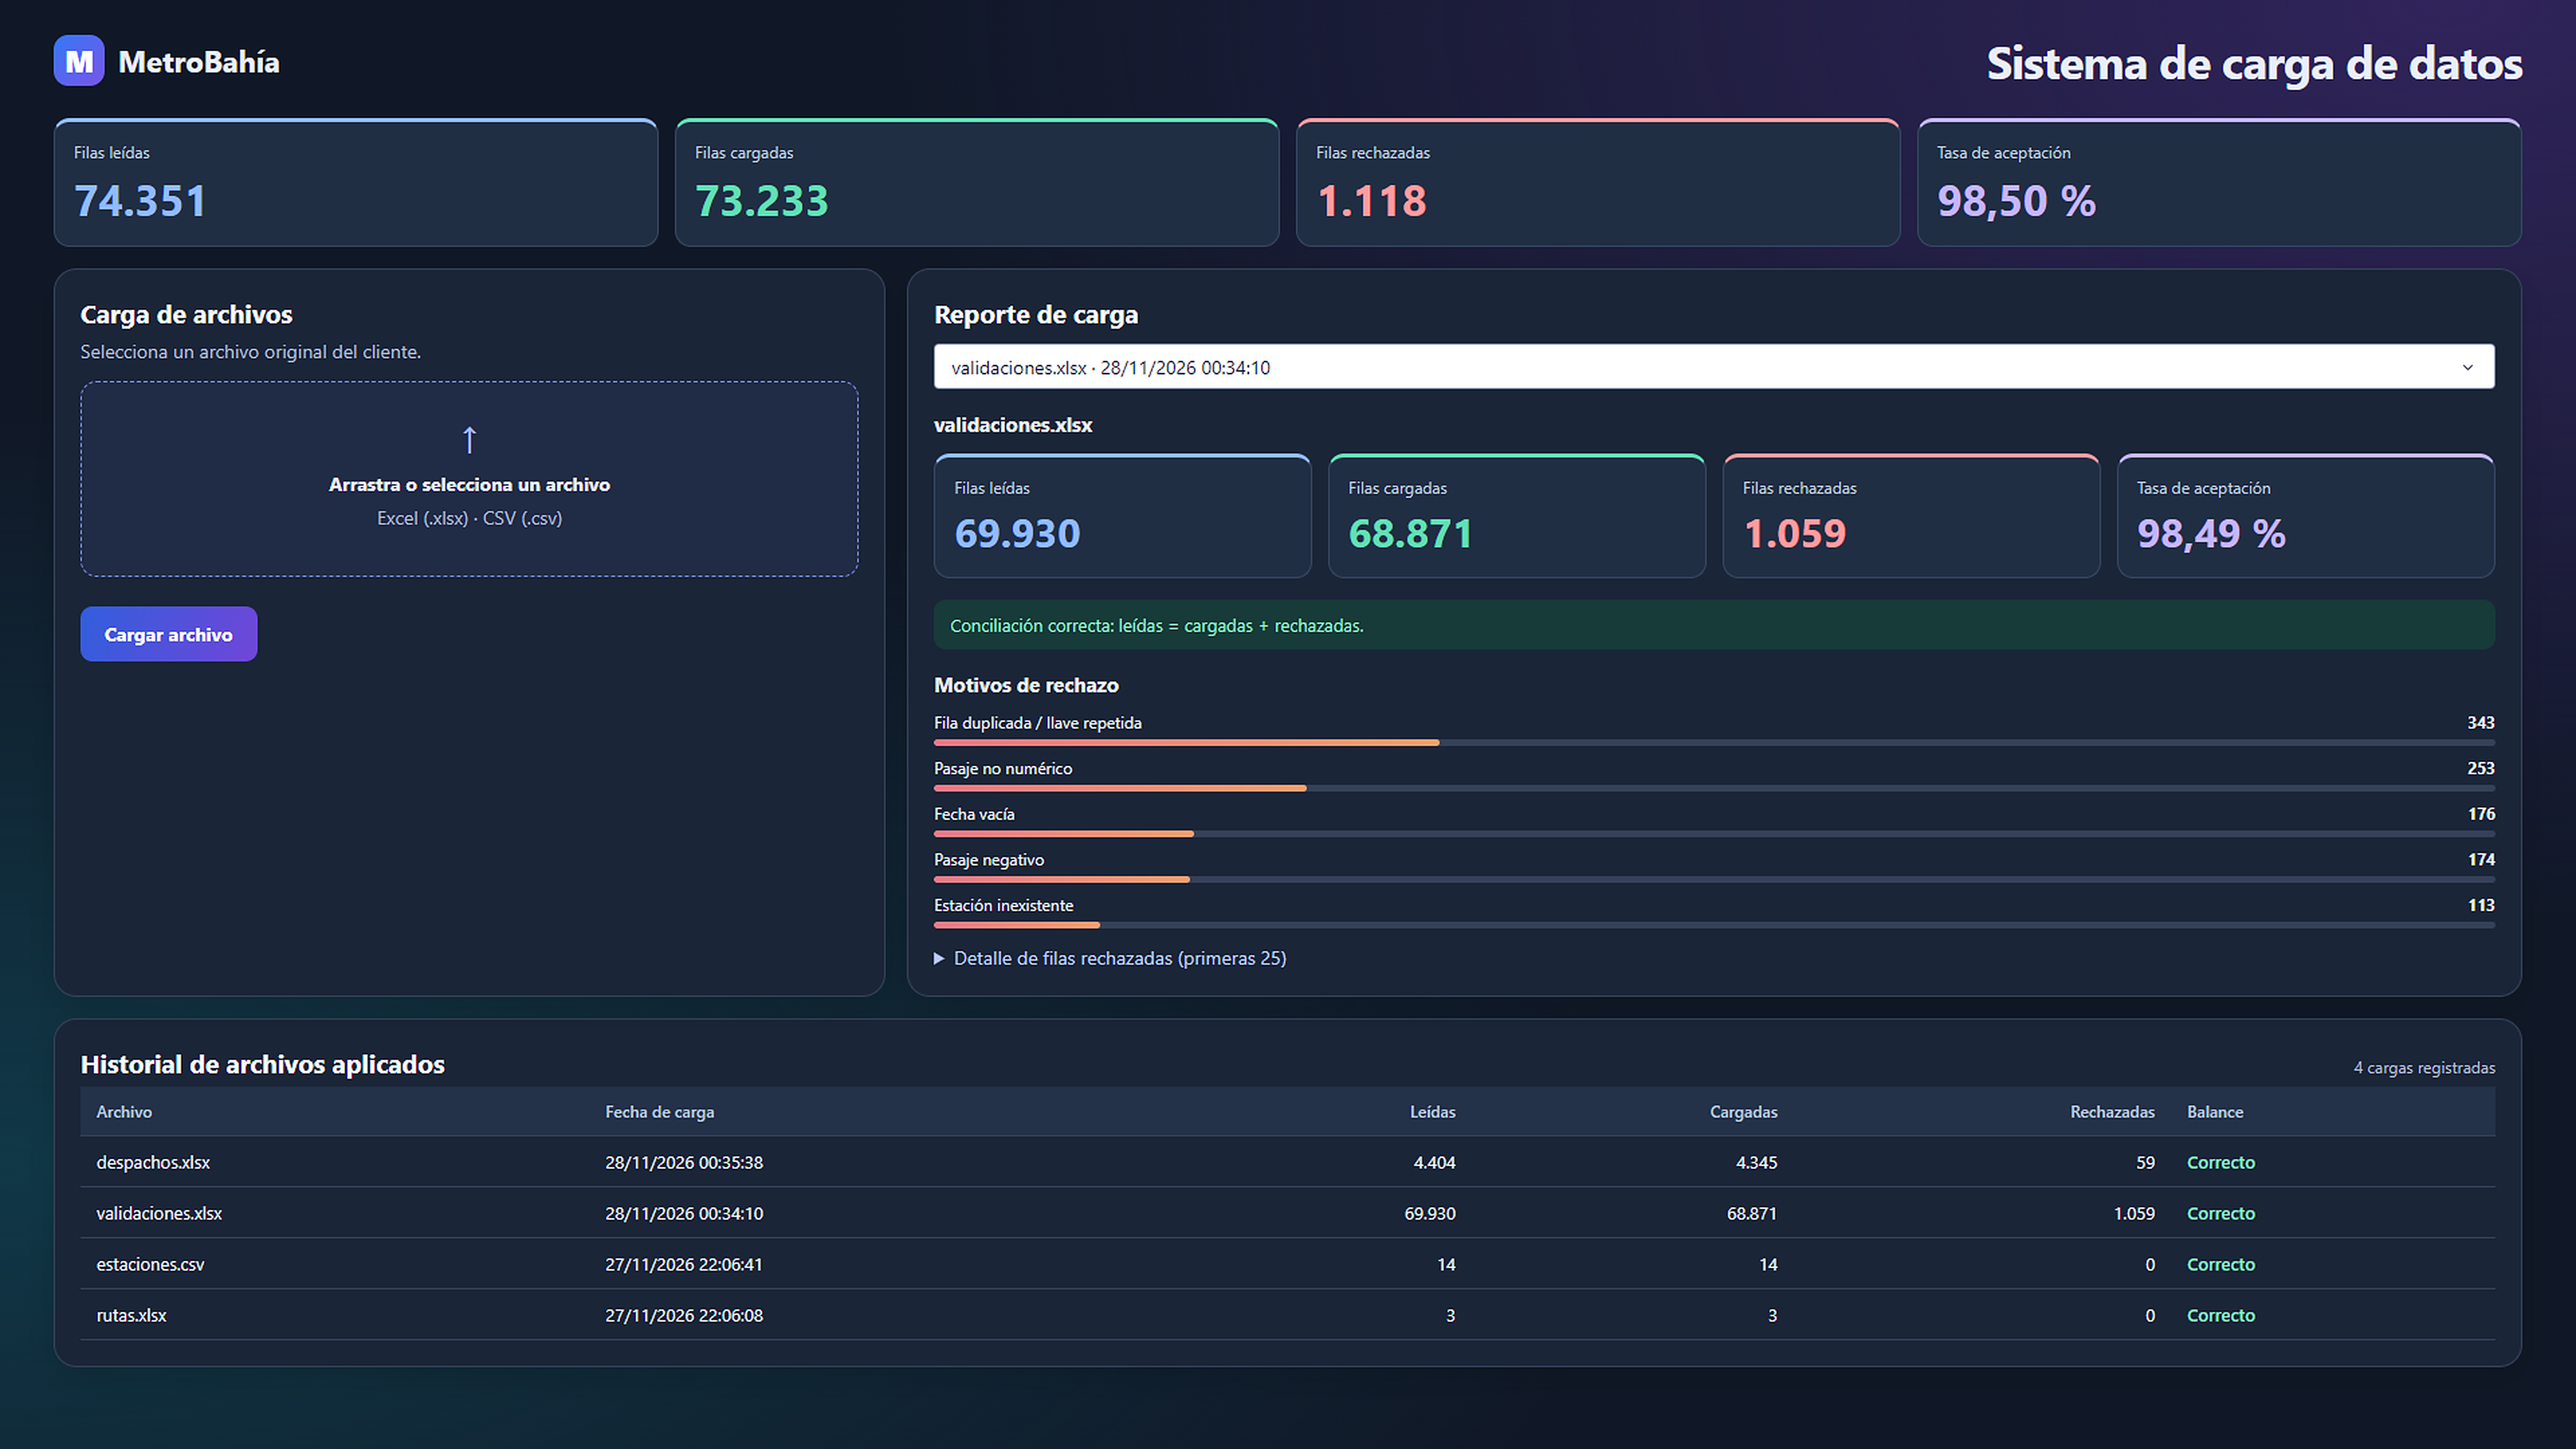 M MetroBahía
Sistema de carga de datos
Filas leídas
74.351
Filas cargadas
73.233
Filas rechazadas
1.118
Tasa de aceptación
98,50 %
Carga de archivos
Selecciona un archivo original del cliente.
↑
Arrastra o selecciona un archivo
Excel (.xlsx) · CSV (.csv)
Cargar archivo
Reporte de carga
validaciones.xlsx · 28/11/2026 00:34:10
validaciones.xlsx
Filas leídas
69.930
Filas cargadas
68.871
Filas rechazadas
1.059
Tasa de aceptación
98,49 %
Conciliación correcta: leídas = cargadas + rechazadas.
Motivos de rechazo
Fila duplicada / llave repetida 343
Pasaje no numérico 253
Fecha vacía 176
Pasaje negativo 174
Estación inexistente 113
▶ Detalle de filas rechazadas (primeras 25)
Historial de archivos aplicados
4 cargas registradas
Archivo Fecha de carga Leídas Cargadas Rechazadas Balance
despachos.xlsx 28/11/2026 00:35:38 4.404 4.345 59 Correcto
validaciones.xlsx 28/11/2026 00:34:10 69.930 68.871 1.059 Correcto
estaciones.csv 27/11/2026 22:06:41 14 14 0 Correcto
rutas.xlsx 27/11/2026 22:06:08 3 3 0 Correcto